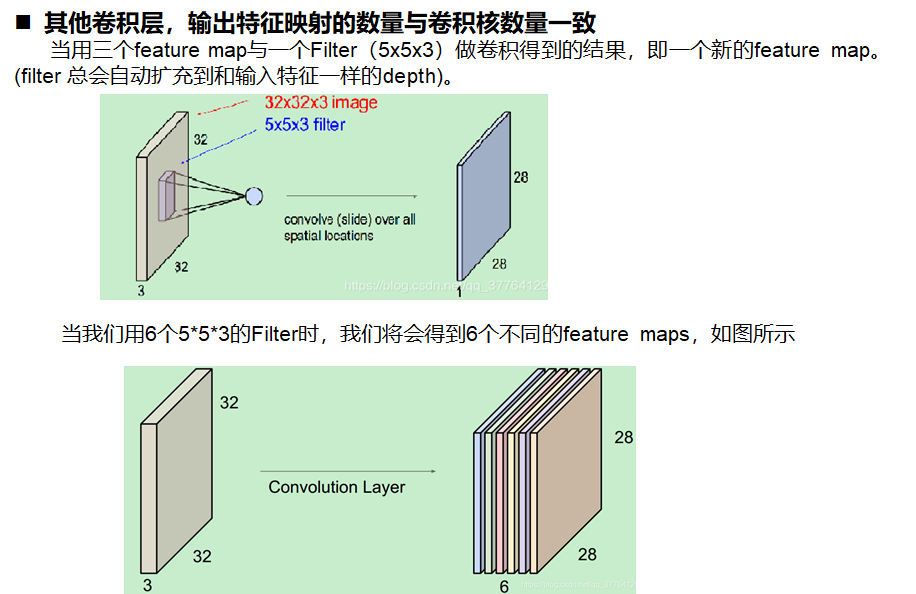 ■ 其他卷积层，输出特征映射的数量与卷积核数量一致
当用三个feature map与一个Filter（5x5x3）做卷积得到的结果，即一个新的feature map。
(filter 总会自动扩充到和输入特征一样的depth)。
32x32x3 image
5x5x3 filter
32
28
convolve (slide) over all
spatial locations
32
28
3
1
https://blog.csdn.net/qq_37764129
当我们用6个5*5*3的Filter时，我们将会得到6个不同的feature maps，如图所示
32
28
Convolution Layer
32
28
3
6